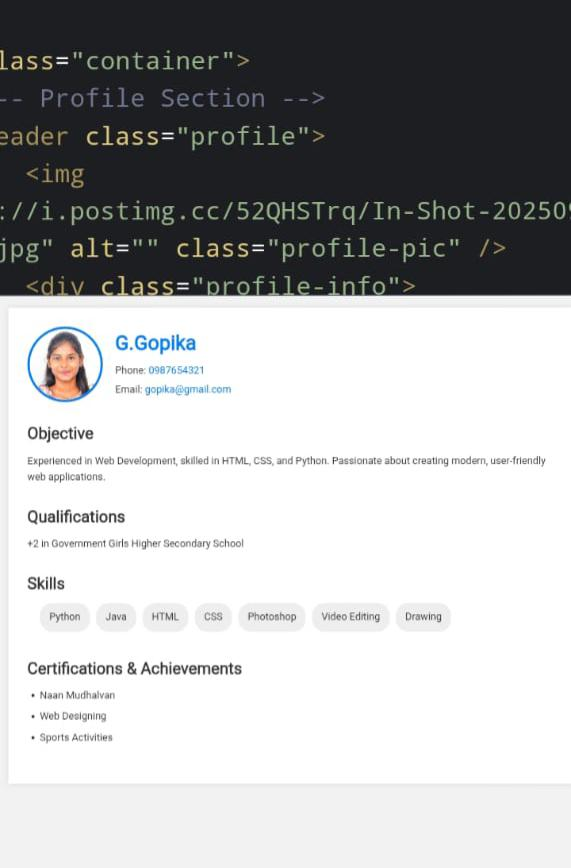 lass="container">
-- Profile Section -->
eader class="profile">
<img
://i.postimg.cc/52QHSTrq/In-Shot-202509
jpg" alt="" class="profile-pic" />
<div class="profile-info">
G.Gopika
Phone: 0987654321
Email: gopika@gmail.com
Objective
Experienced in Web Development, skilled in HTML, CSS, and Python. Passionate about creating modern, user-friendly
web applications.
Qualifications
+2 in Government Girls Higher Secondary School
Skills
Python Java HTML CSS Photoshop Video Editing Drawing
Certifications & Achievements
• Naan Mudhalvan
• Web Designing
• Sports Activities